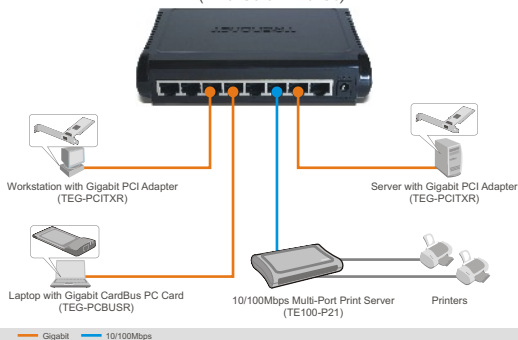 TRENDNET
Workstation with Gigabit PCI Adapter
(TEG-PCITXR)
Server with Gigabit PCI Adapter
(TEG-PCITXR)
Laptop with Gigabit CardBus PC Card
(TEG-PCBUSR)
10/100Mbps Multi-Port Print Server
(TE100-P21)
Printers
Gigabit
10/100Mbps